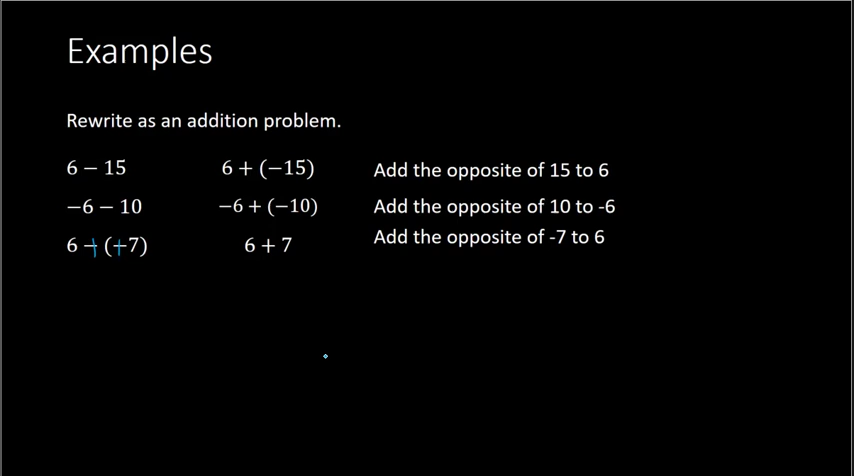 Examples
Rewrite as an addition problem.
6 − 15 6 + (−15) Add the opposite of 15 to 6
−6 − 10 −6 + (−10) Add the opposite of 10 to -6
6 + (+7) 6 + 7 Add the opposite of -7 to 6